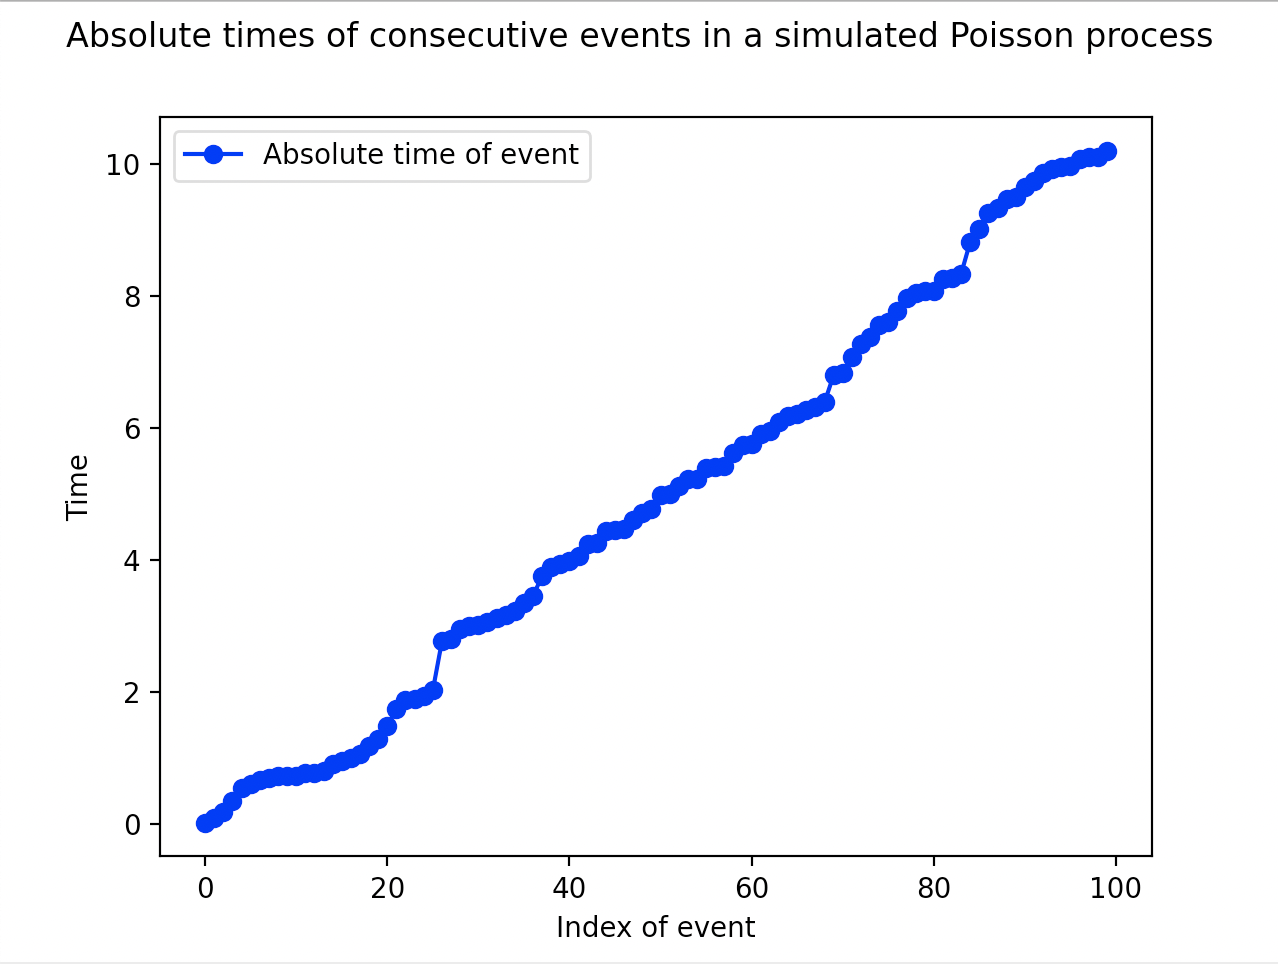 Absolute times of consecutive events in a simulated Poisson process
Absolute time of event
10
8
6
4
2
0
Time
0 20 40 60 80 100
Index of event